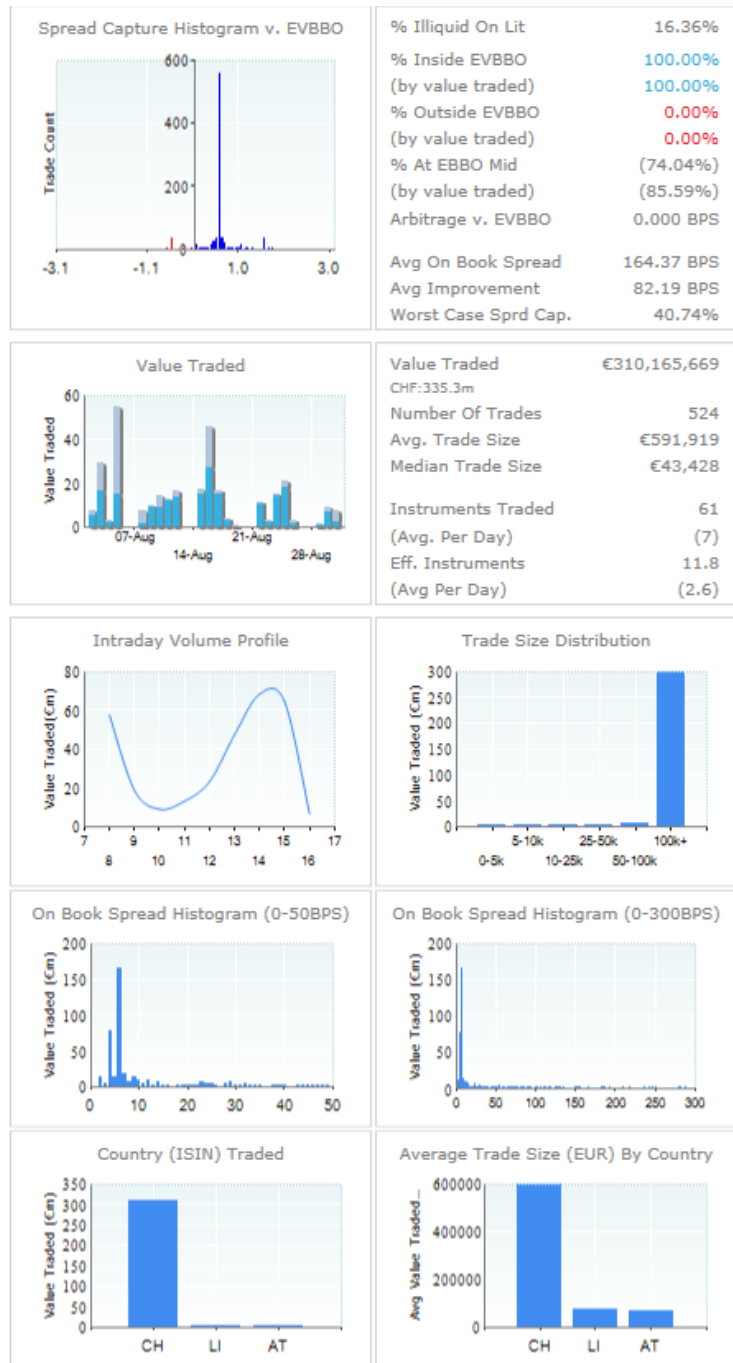 Spread Capture Histogram v. EVBBO
Trade Count
600
400
200
0
-3.1 -1.1 1.0 3.0
% Illiquid On Lit 16.36%
% Inside EVBBO 100.00%
(by value traded) 100.00%
% Outside EVBBO 0.00%
(by value traded) 0.00%
% At EBBO Mid (74.04%)
(by value traded) (85.59%)
Arbitrage v. EVBBO 0.000 BPS
Avg On Book Spread 164.37 BPS
Avg Improvement 82.19 BPS
Worst Case Sprd Cap. 40.74%
Value Traded
Value Traded
60
40
20
0
07-Aug 21-Aug
14-Aug 28-Aug
Value Traded €310,165,669
CHF:335.3m
Number Of Trades 524
Avg. Trade Size €591,919
Median Trade Size €43,428
Instruments Traded 61
(Avg. Per Day) (7)
Eff. Instruments 11.8
(Avg Per Day) (2.6)
Intraday Volume Profile
Value Traded(€m)
80
60
40
20
0
7 9 11 13 15 17
8 10 12 14 16
Trade Size Distribution
Value Traded (€m)
300
250
200
150
100
50
0
5-10k 25-50k 100k+
0-5k 10-25k 50-100k
On Book Spread Histogram (0-50BPS)
Value Traded (€m)
200
150
100
50
0
0 10 20 30 40 50
On Book Spread Histogram (0-300BPS)
Value Traded (€m)
200
150
100
50
0
0 50 100 150 200 250 300
Country (ISIN) Traded
Value Traded (€m)
350
300
250
200
150
100
50
0
CH LI AT
Average Trade Size (EUR) By Country
Avg Value Traded...
600000
400000
200000
0
CH LI AT